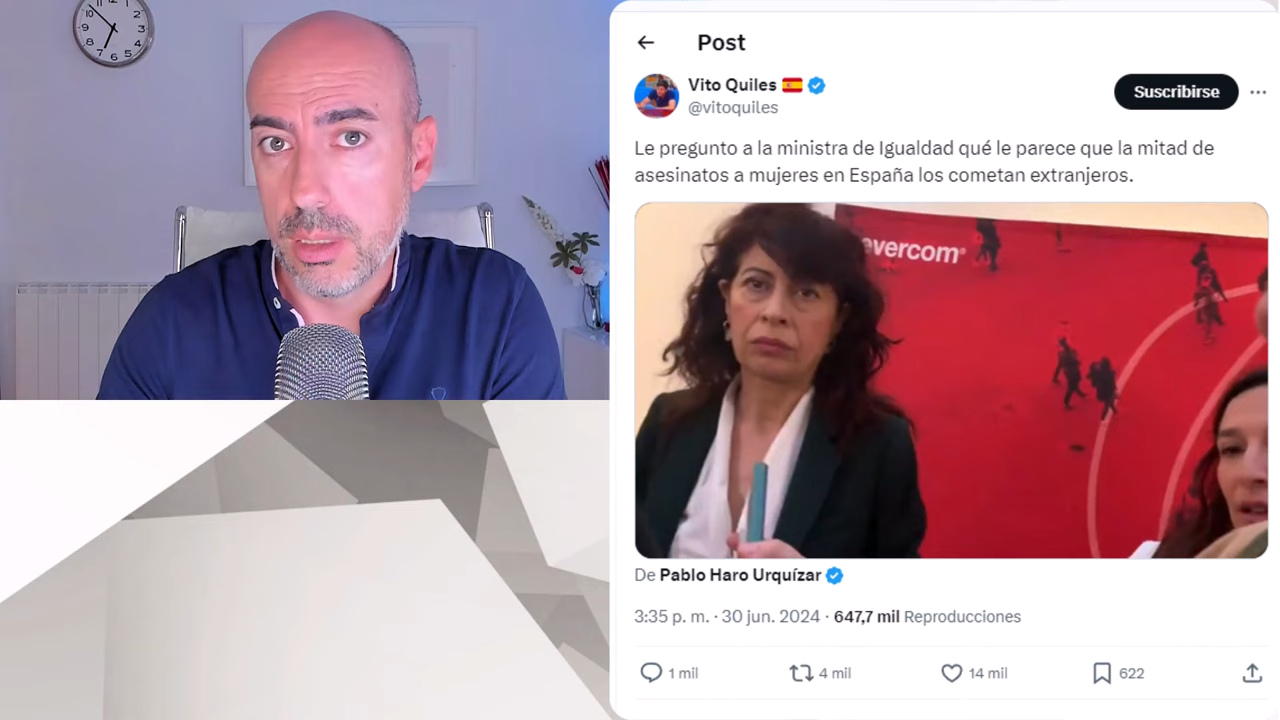 Post
Vito Quiles 🇪🇸
@vitoquiles
Suscribirse
Le pregunto a la ministra de Igualdad qué le parece que la mitad de
asesinatos a mujeres en España los cometan extranjeros.
evercom®
De Pablo Haro Urquízar
3:35 p. m. · 30 jun. 2024 · 647,7 mil Reproducciones
1 mil
4 mil
14 mil
622